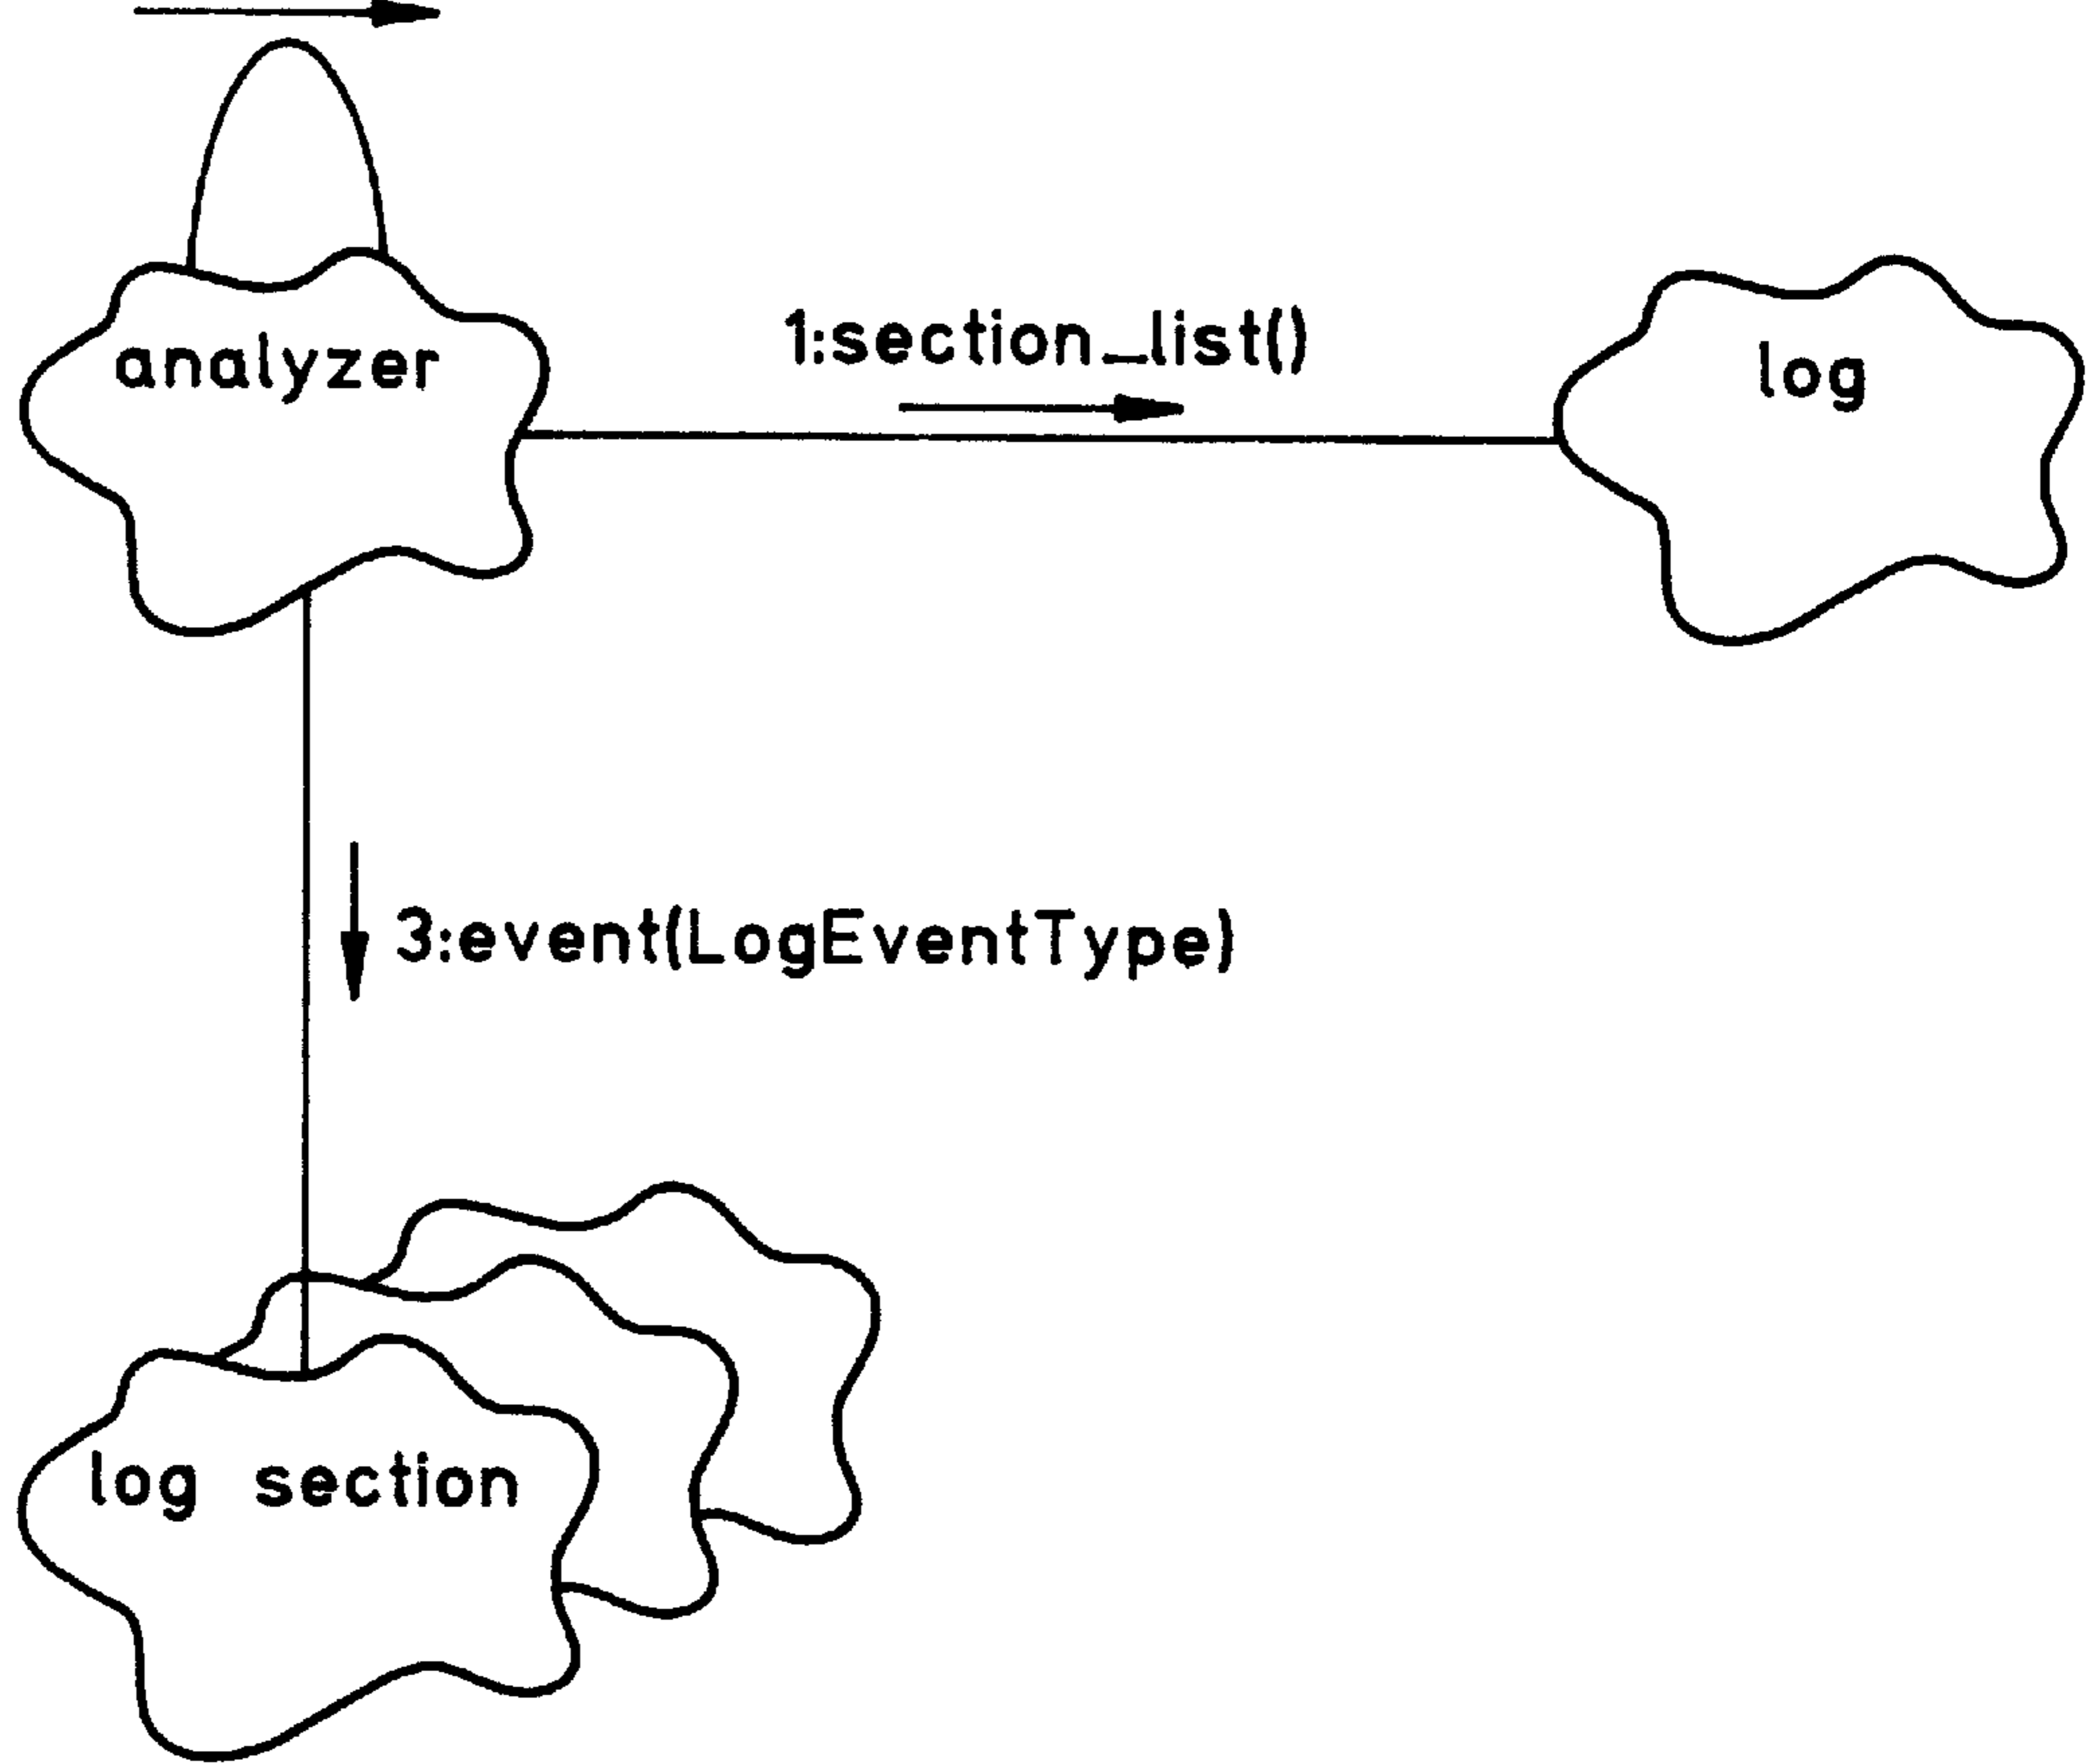 analyzer
1:section_list()
log
3:event(LogEventType)
log section